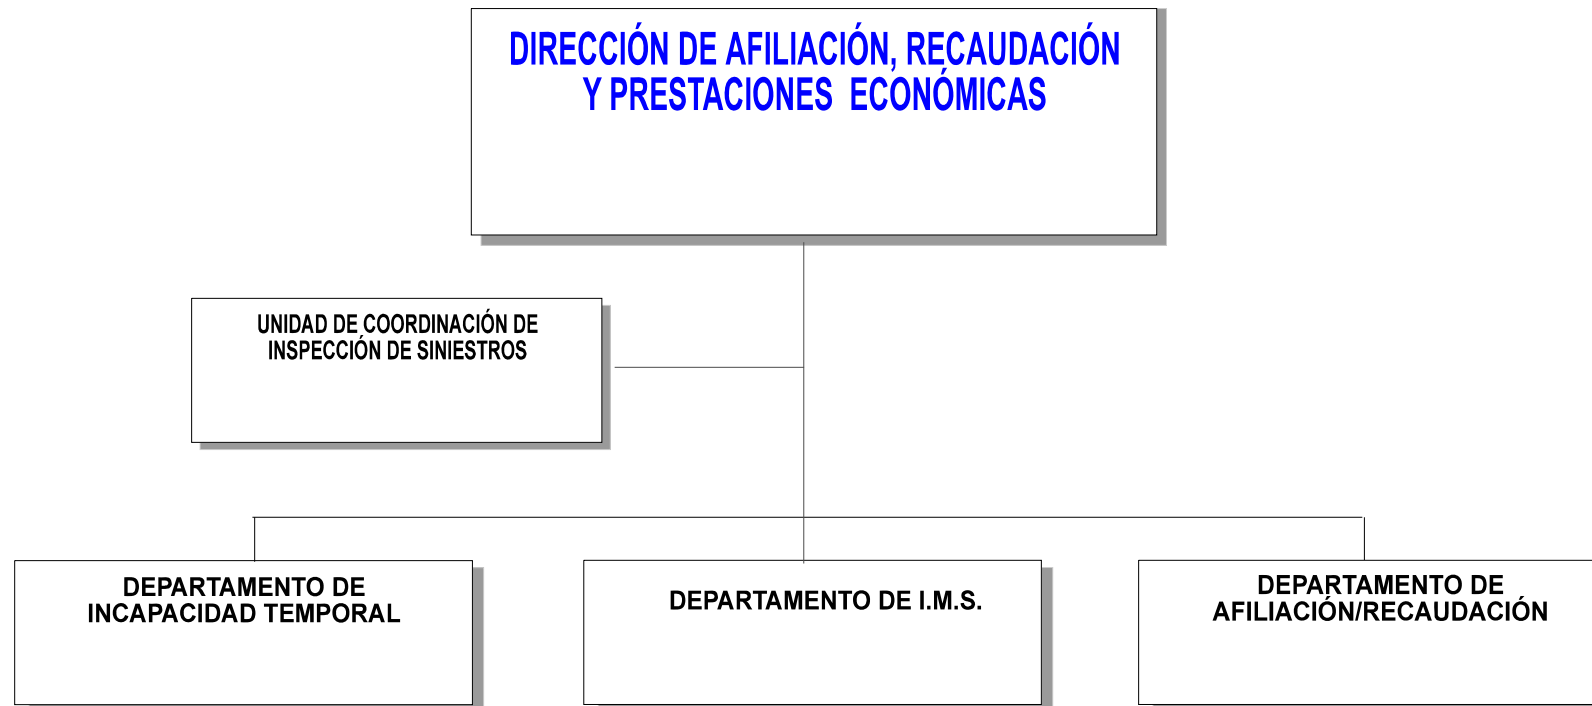 DIRECCIÓN DE AFILIACIÓN, RECAUDACIÓN
Y PRESTACIONES ECONÓMICAS
UNIDAD DE COORDINACIÓN DE
INSPECCIÓN DE SINIESTROS
DEPARTAMENTO DE
INCAPACIDAD TEMPORAL
DEPARTAMENTO DE I.M.S.
DEPARTAMENTO DE
AFILIACIÓN/RECAUDACIÓN